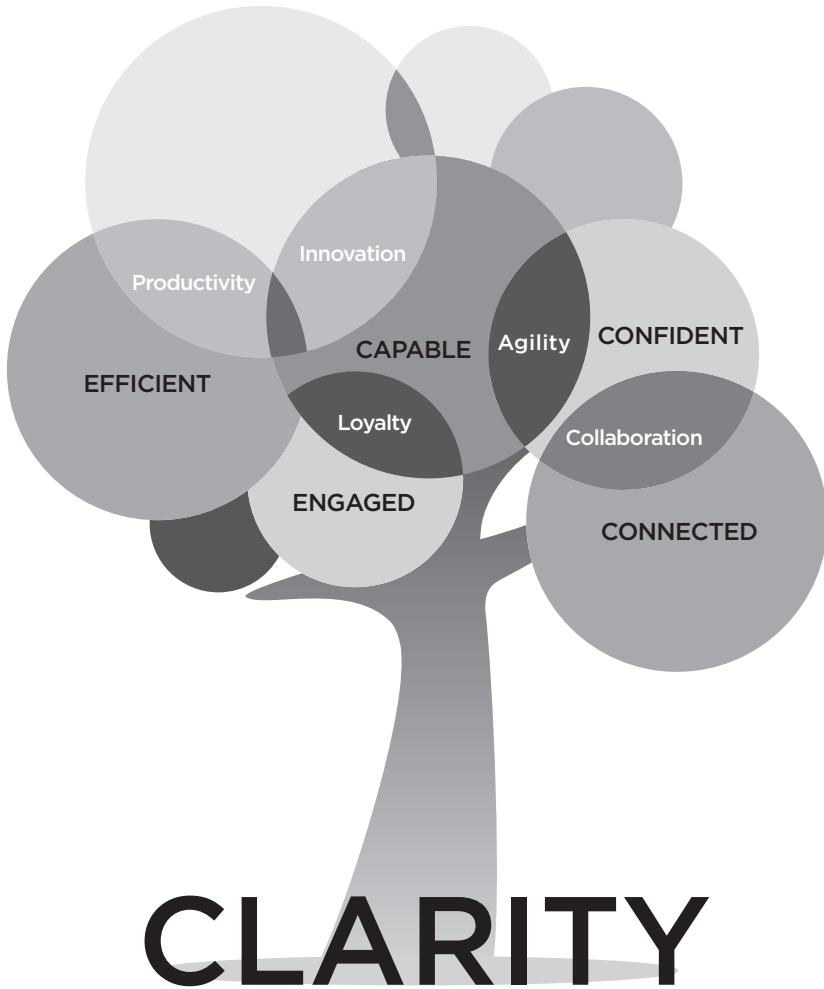 Innovation
Productivity
CAPABLE
Agility
CONFIDENT
EFFICIENT
Loyalty
Collaboration
ENGAGED
CONNECTED
CLARITY